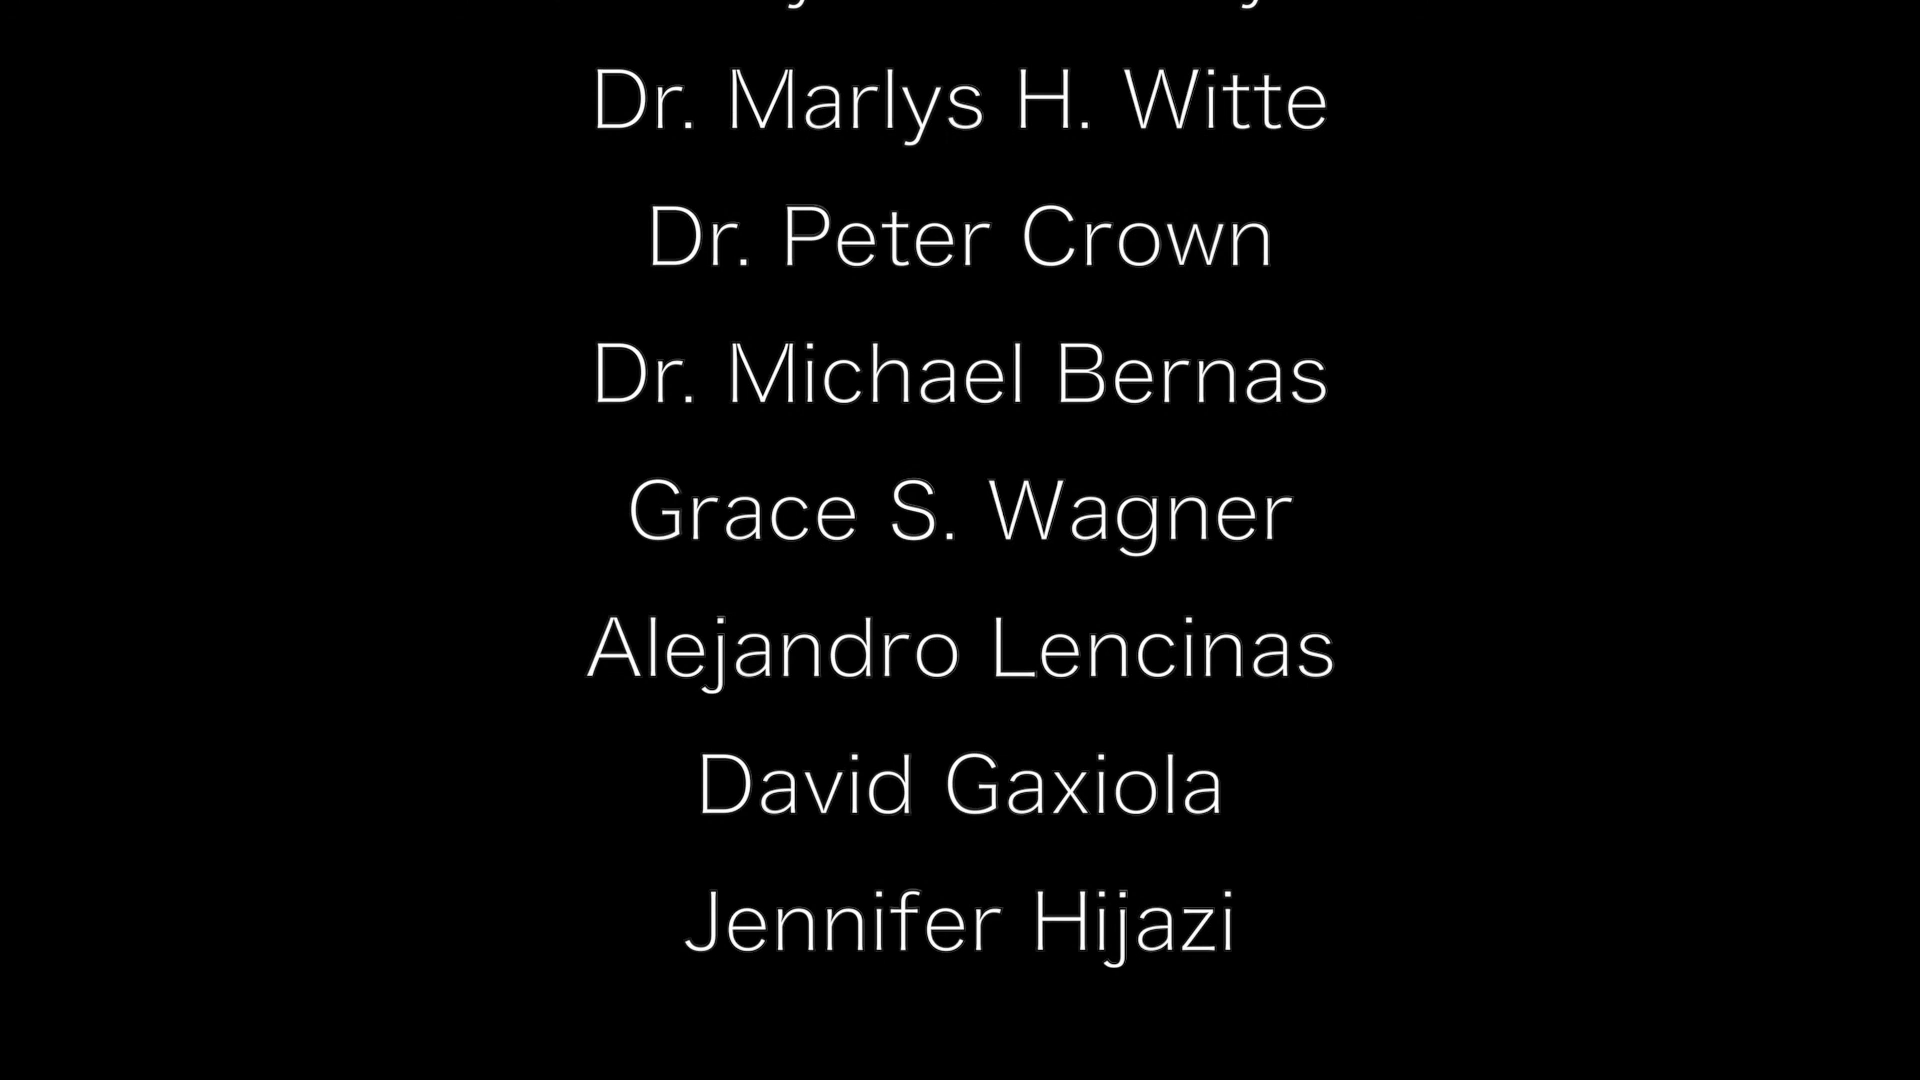 Dr. Marlys H. Witte
Dr. Peter Crown
Dr. Michael Bernas
Grace S. Wagner
Alejandro Lencinas
David Gaxiola
Jennifer Hijazi